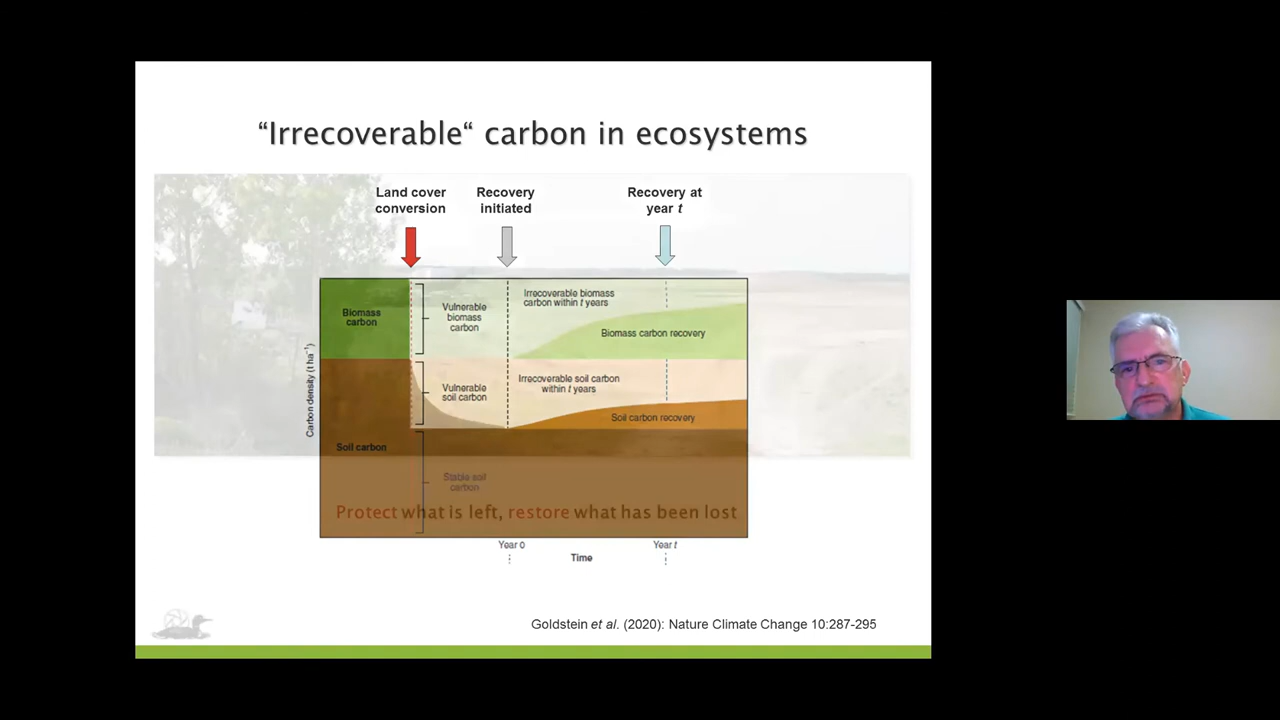 “Irrecoverable“ carbon in ecosystems
Land cover
conversion
Recovery
initiated
Recovery at
year t
Biomass
carbon
Vulnerable
biomass
carbon
Irrecoverable biomass
carbon within t years
Biomass carbon recovery
Vulnerable
soil carbon
Irrecoverable soil carbon
within t years
Soil carbon recovery
Carbon density (t ha⁻¹)
Soil carbon
Stable soil
carbon
Protect what is left, restore what has been lost
Year 0
Year t
Time
Goldstein et al. (2020): Nature Climate Change 10:287-295